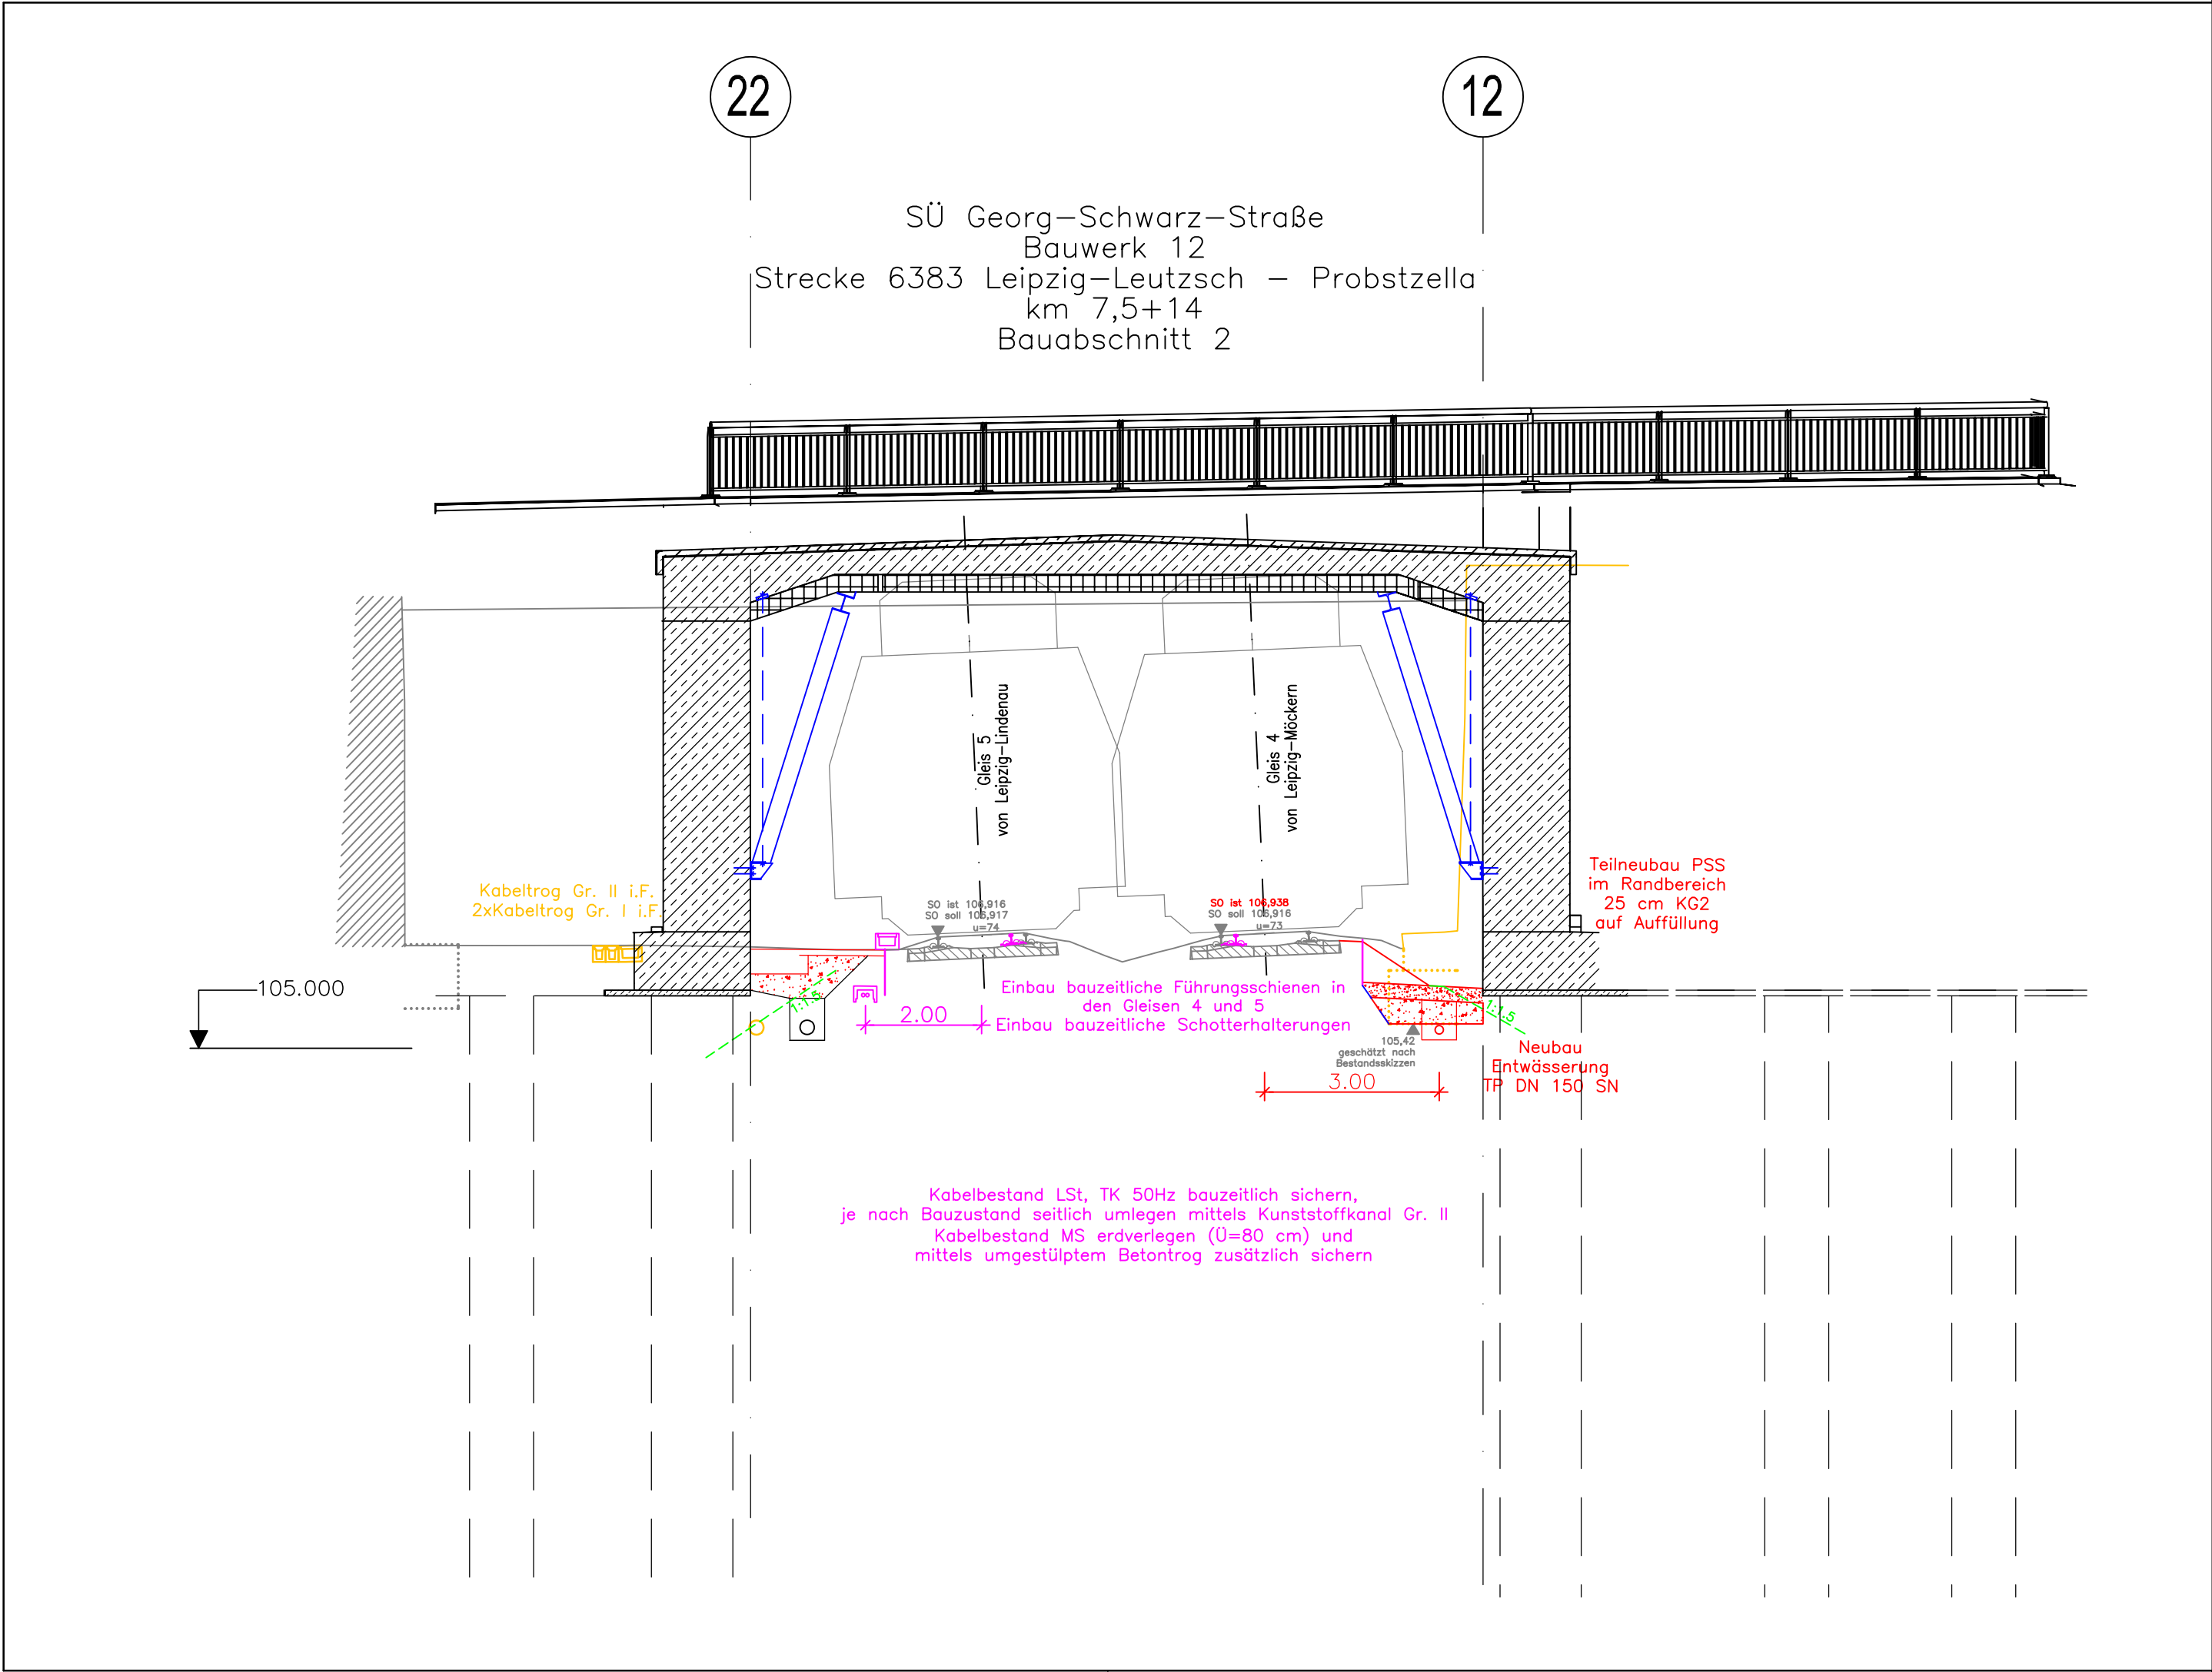 22
12
SÜ Georg-Schwarz-Straße
Bauwerk 12
Strecke 6383 Leipzig-Leutzsch - Probstzella
km 7,5+14
Bauabschnitt 2
Gleis 5
von Leipzig-Lindenau
Gleis 4
von Leipzig-Möckern
Kabeltrog Gr. II i.F.
2xKabeltrog Gr. I i.F.
SO ist 106,916
SO soll 106,917
u=74
SO ist 106,938
SO soll 106,916
u=73
Teilneubau PSS
im Randbereich
25 cm KG2
auf Auffüllung
105.000
1:1.5
2.00
Einbau bauzeitliche Führungsschienen in
den Gleisen 4 und 5
Einbau bauzeitliche Schotterhalterungen
1:1.5
105,42
geschätzt nach
Bestandsskizzen
3.00
Neubau
Entwässerung
TP DN 150 SN
Kabelbestand LSt, TK 50Hz bauzeitlich sichern,
je nach Bauzustand seitlich umlegen mittels Kunststoffkanal Gr. II
Kabelbestand MS erdverlegen (Ü=80 cm) und
mittels umgestülptem Betontrog zusätzlich sichern